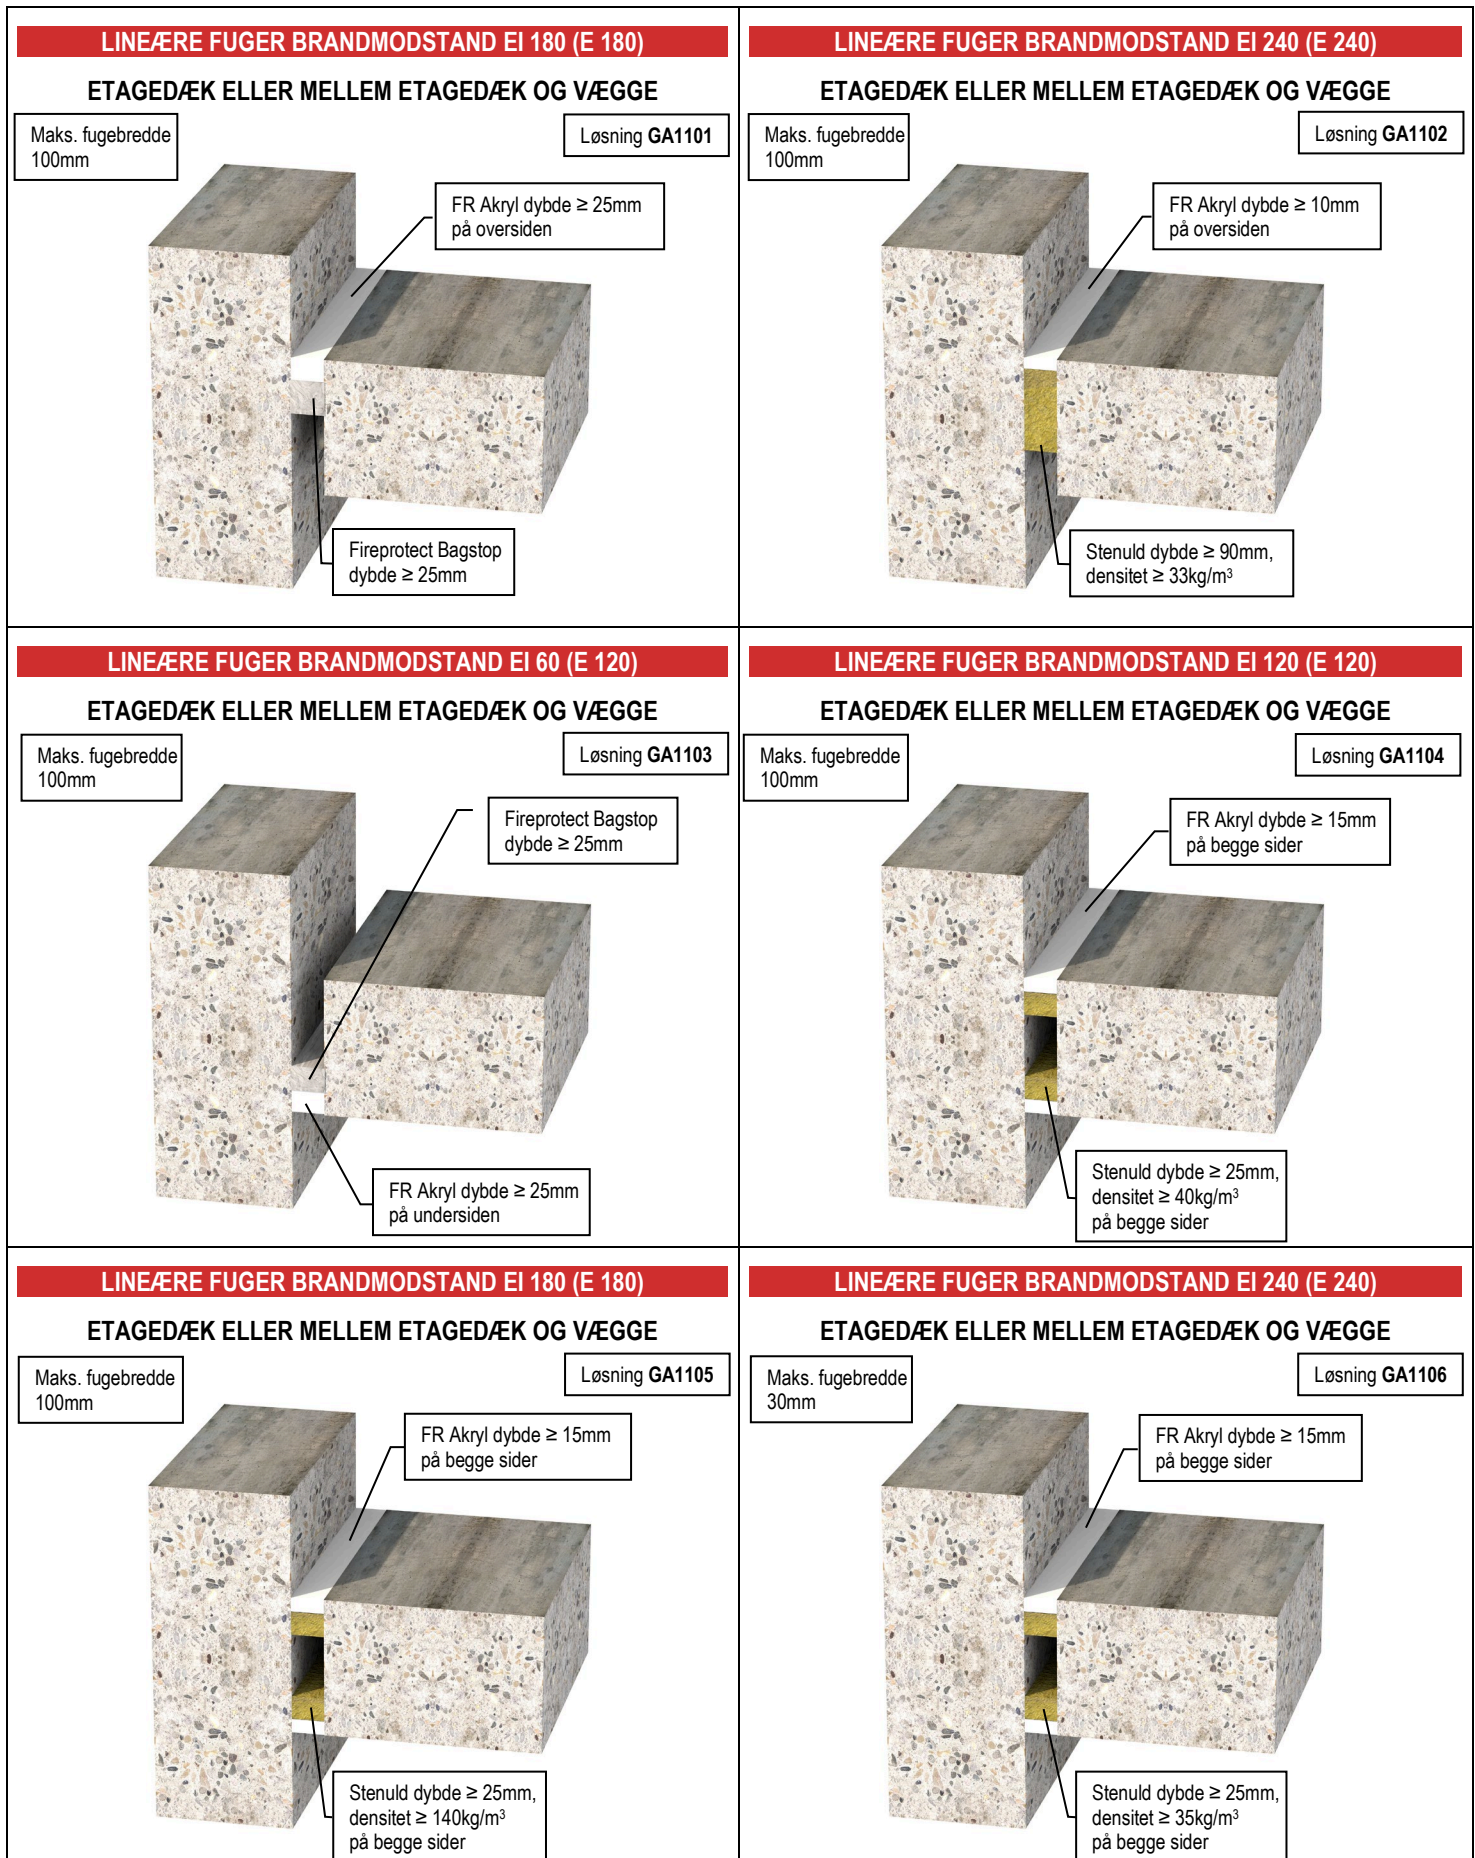 LINEÆRE FUGER BRANDMODSTAND EI 180 (E 180)
ETAGEDÆK ELLER MELLEM ETAGEDÆK OG VÆGGE
Maks. fugebredde
100mm
Løsning GA1101
FR Akryl dybde ≥ 25mm
på oversiden
Fireprotect Bagstop
dybde ≥ 25mm
LINEÆRE FUGER BRANDMODSTAND EI 240 (E 240)
ETAGEDÆK ELLER MELLEM ETAGEDÆK OG VÆGGE
Maks. fugebredde
100mm
Løsning GA1102
FR Akryl dybde ≥ 10mm
på oversiden
Stenuld dybde ≥ 90mm,
densitet ≥ 33kg/m³
LINEÆRE FUGER BRANDMODSTAND EI 60 (E 120)
ETAGEDÆK ELLER MELLEM ETAGEDÆK OG VÆGGE
Maks. fugebredde
100mm
Løsning GA1103
Fireprotect Bagstop
dybde ≥ 25mm
FR Akryl dybde ≥ 25mm
på undersiden
LINEÆRE FUGER BRANDMODSTAND EI 120 (E 120)
ETAGEDÆK ELLER MELLEM ETAGEDÆK OG VÆGGE
Maks. fugebredde
100mm
Løsning GA1104
FR Akryl dybde ≥ 15mm
på begge sider
Stenuld dybde ≥ 25mm,
densitet ≥ 40kg/m³
på begge sider
LINEÆRE FUGER BRANDMODSTAND EI 180 (E 180)
ETAGEDÆK ELLER MELLEM ETAGEDÆK OG VÆGGE
Maks. fugebredde
100mm
Løsning GA1105
FR Akryl dybde ≥ 15mm
på begge sider
Stenuld dybde ≥ 25mm,
densitet ≥ 140kg/m³
på begge sider
LINEÆRE FUGER BRANDMODSTAND EI 240 (E 240)
ETAGEDÆK ELLER MELLEM ETAGEDÆK OG VÆGGE
Maks. fugebredde
30mm
Løsning GA1106
FR Akryl dybde ≥ 15mm
på begge sider
Stenuld dybde ≥ 25mm,
densitet ≥ 35kg/m³
på begge sider